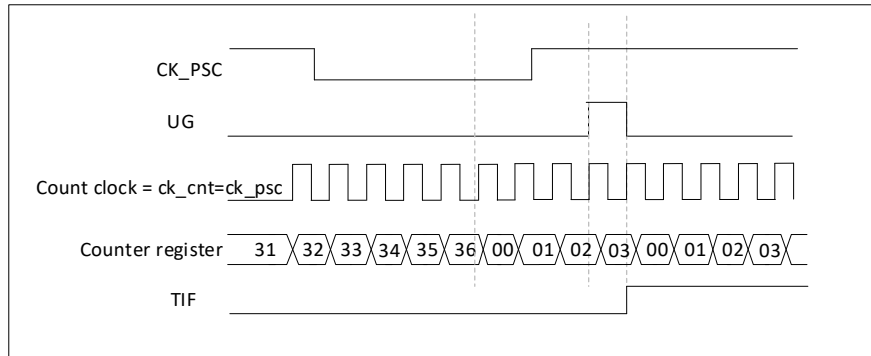 CK_PSC
UG
Count clock = ck_cnt=ck_psc
Counter register 31 32 33 34 35 36 00 01 02 03 00 01 02 03
TIF